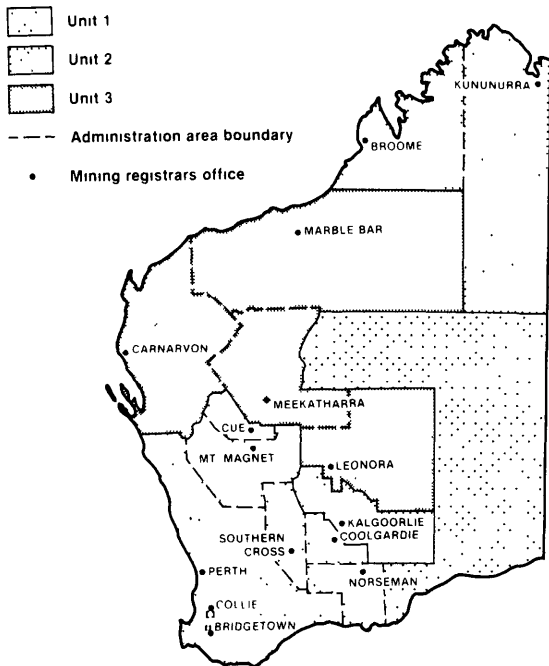 Unit 1
Unit 2
Unit 3
Administration area boundary
Mining registrars office
KUNUNURRA
BROOME
MARBLE BAR
CARNARVON
MEEKATHARRA
CUE
MT MAGNET
LEONORA
KALGOORLIE
COOLGARDIE
SOUTHERN
CROSS
NORSEMAN
PERTH
COLLIE
BRIDGETOWN